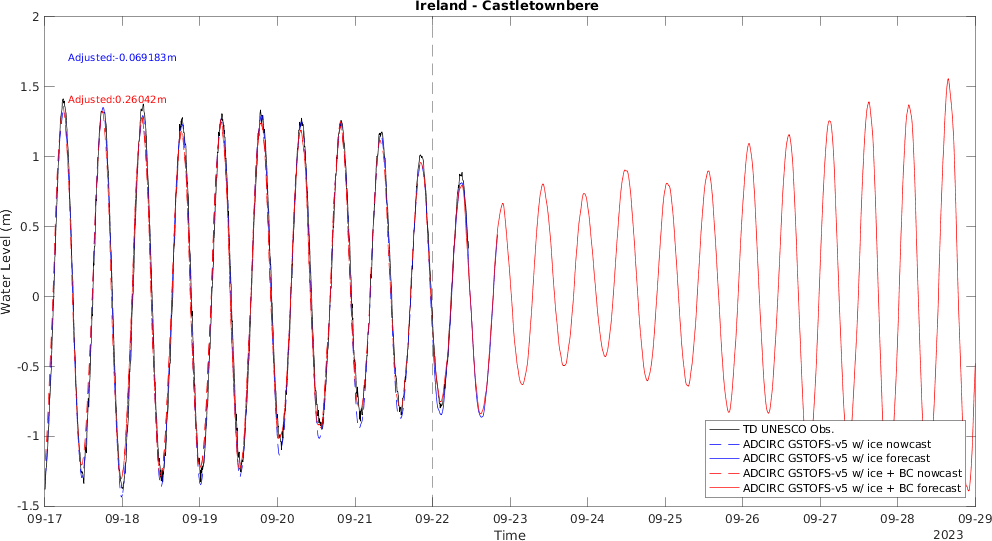 Ireland - Castletownbere
Adjusted:-0.069183m
Adjusted:0.26042m
Water Level (m)
2
1.5
1
0.5
0
-0.5
-1
-1.5
TD UNESCO Obs.
ADCIRC GSTOFS-v5 w/ ice nowcast
ADCIRC GSTOFS-v5 w/ ice forecast
ADCIRC GSTOFS-v5 w/ ice + BC nowcast
ADCIRC GSTOFS-v5 w/ ice + BC forecast
09-17 09-18 09-19 09-20 09-21 09-22 09-23 09-24 09-25 09-26 09-27 09-28 09-29
Time
2023